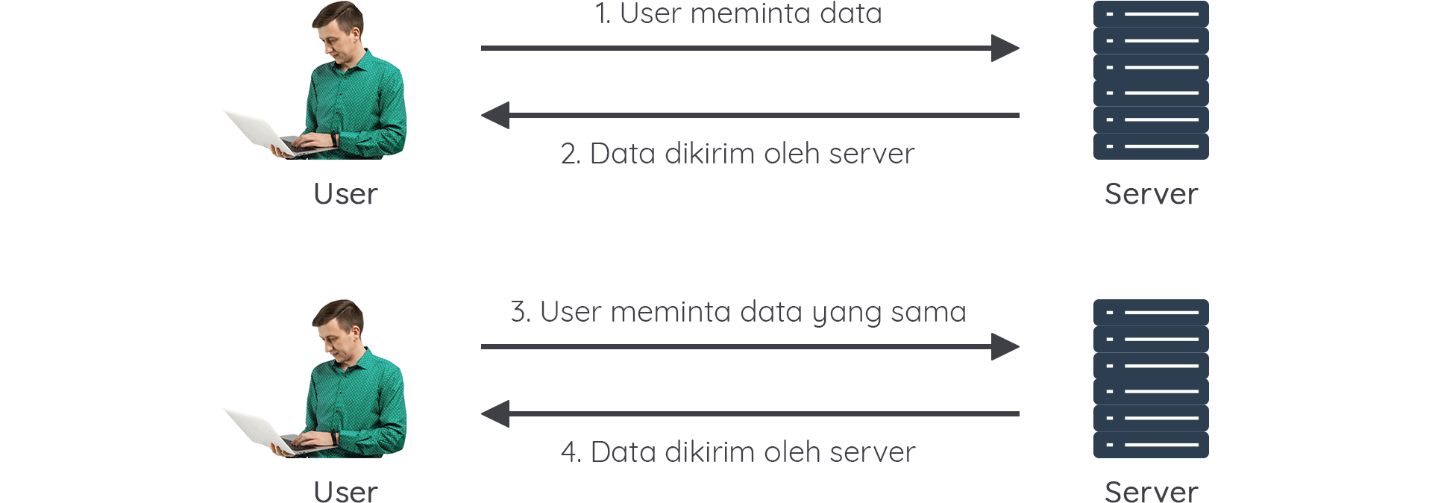 1. User meminta data
2. Data dikirim oleh server
User
Server
3. User meminta data yang sama
4. Data dikirim oleh server
User
Server